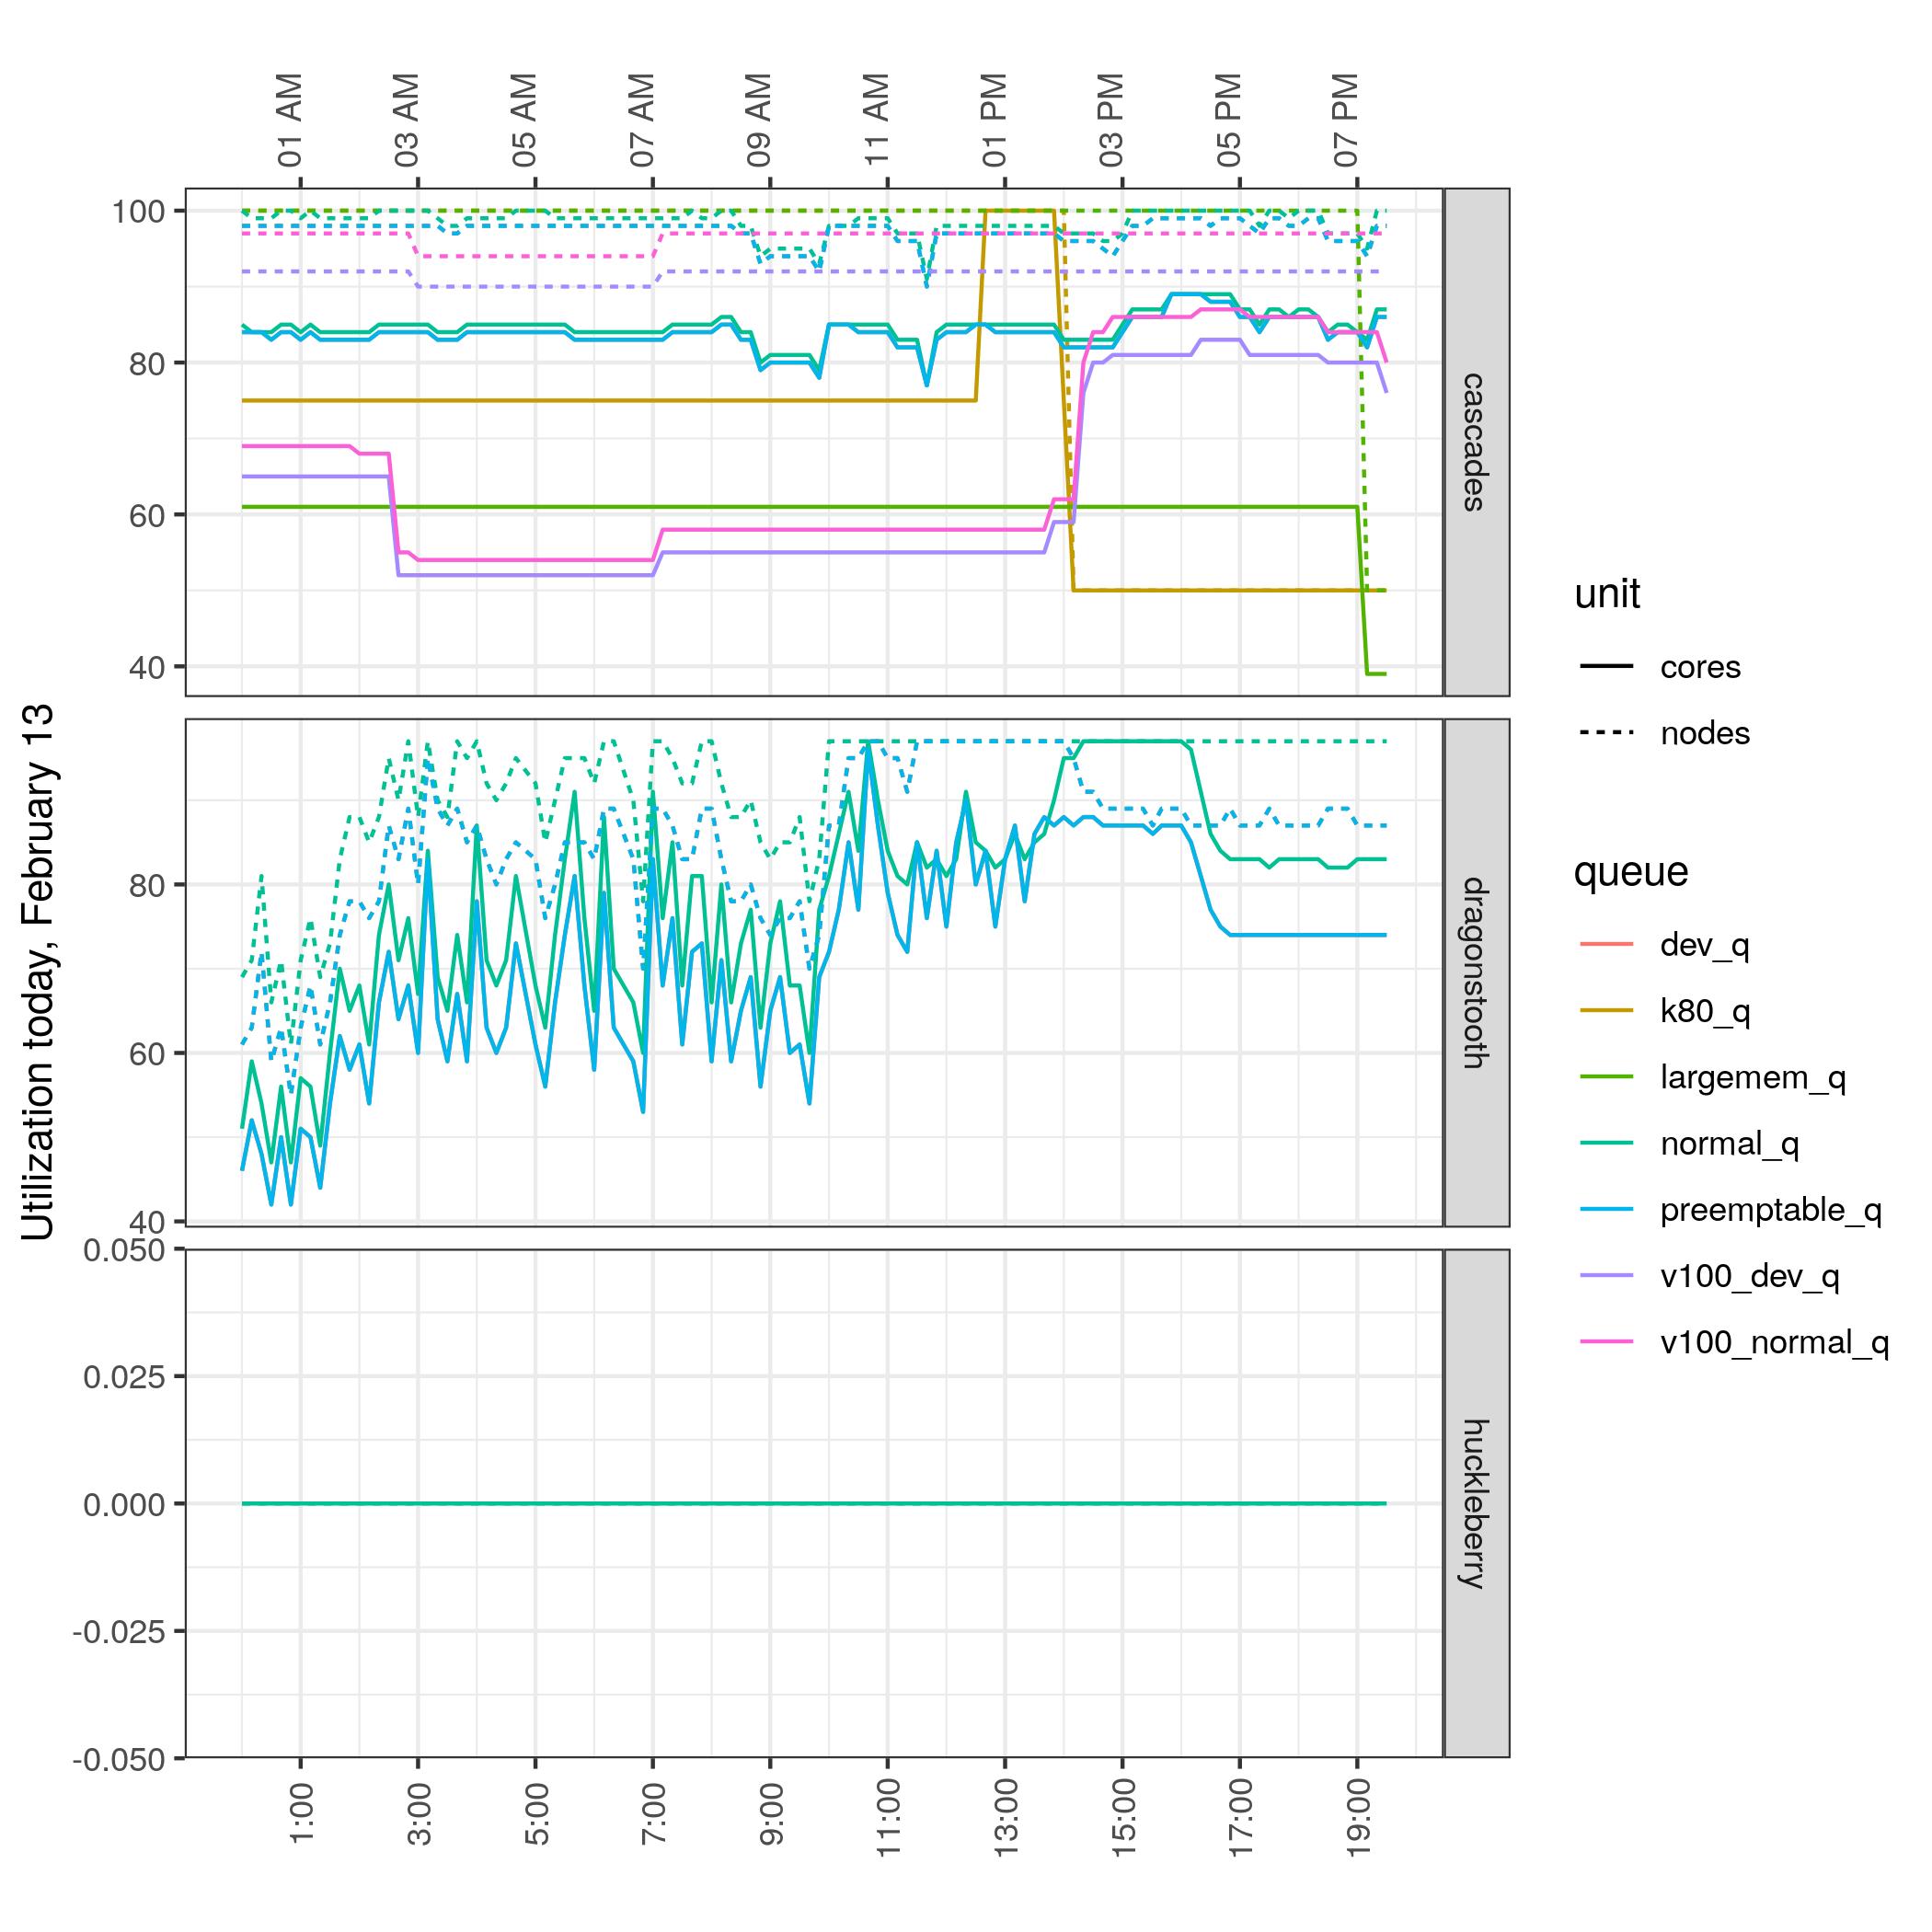 01 AM
03 AM
05 AM
07 AM
09 AM
11 AM
01 PM
03 PM
05 PM
07 PM
Utilization today, February 13
100
80
60
40
cascades
80
60
40
dragonstooth
0.050
0.025
0.000
-0.025
-0.050
huckleberry
1:00
3:00
5:00
7:00
9:00
11:00
13:00
15:00
17:00
19:00
unit
cores
nodes
queue
dev_q
k80_q
largemem_q
normal_q
preemptable_q
v100_dev_q
v100_normal_q